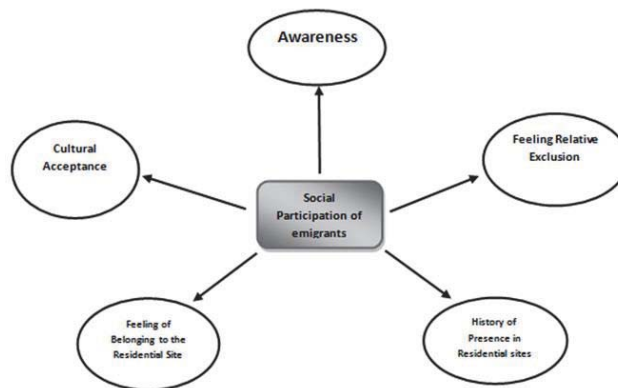 Awareness
Cultural
Acceptance
Feeling Relative
Exclusion
Social
Participation of
emigrants
Feeling of
Belonging to the
Residential Site
History of
Presence in
Residential sites